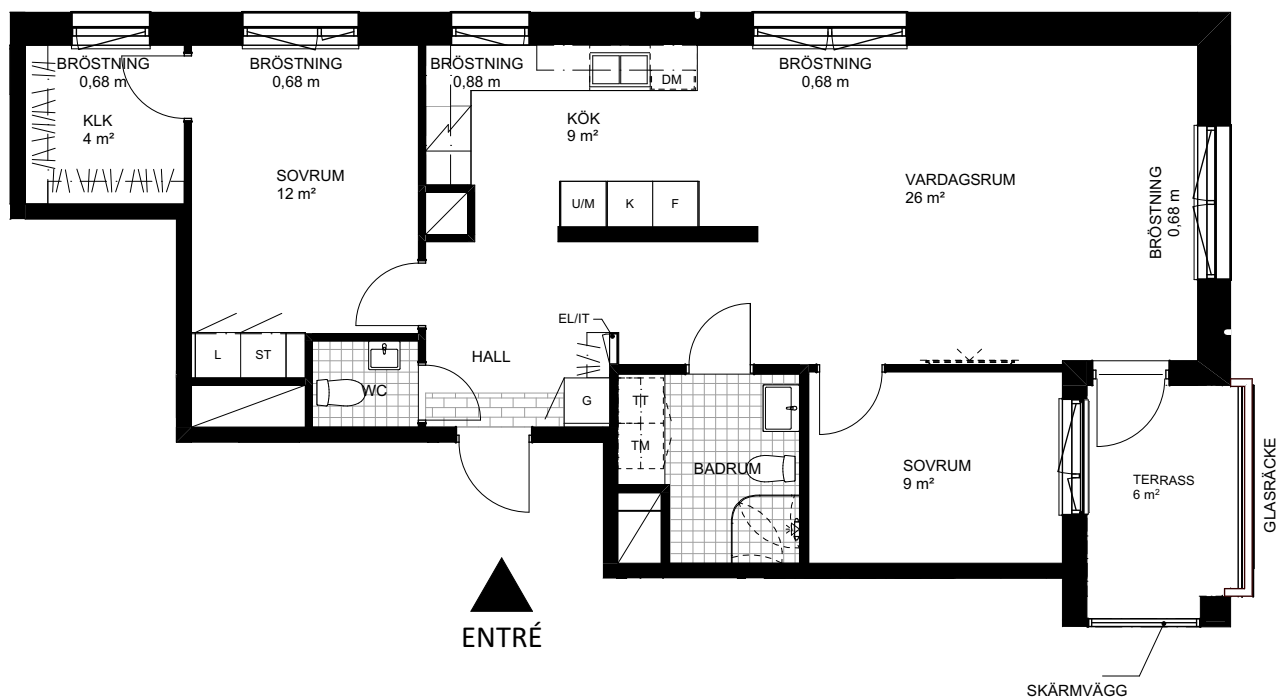 BRÖSTNING
0,68 m
BRÖSTNING
0,68 m
BRÖSTNING
0,88 m
BRÖSTNING
0,68 m
DM
KLK
4 m²
KÖK
9 m²
SOVRUM
12 m²
VARDAGSRUM
26 m²
BRÖSTNING
0,68 m
U/M
K
F
EL/IT
L
ST
HALL
WC
G
TT
TM
BADRUM
SOVRUM
9 m²
TERRASS
6 m²
GLASRÄCKE
ENTRÉ
SKÄRMVÄGG